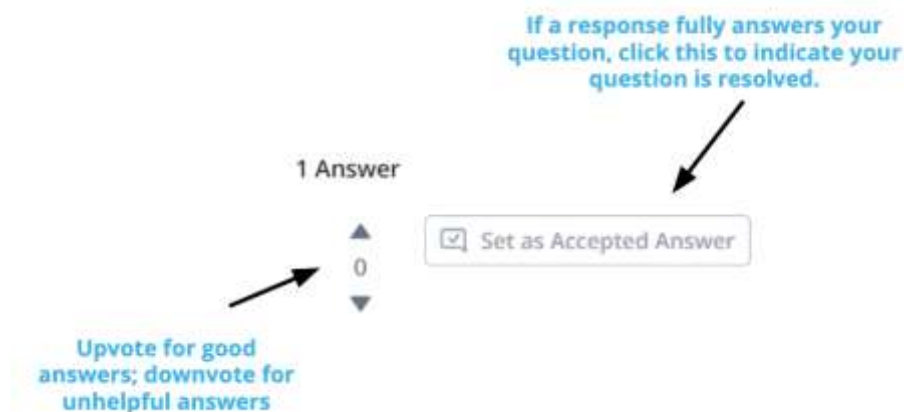 If a response fully answers your
question, click this to indicate your
question is resolved.
1 Answer
Set as Accepted Answer
0
Upvote for good
answers; downvote for
unhelpful answers